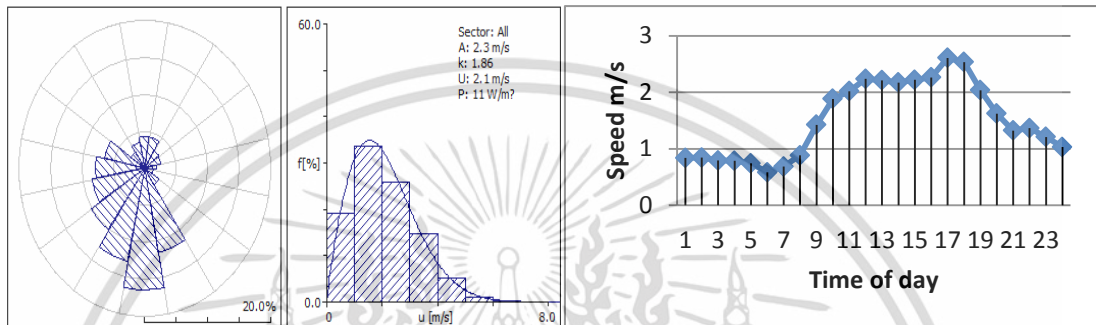 20.0%
60.0
Sector: All
A: 2.3 m/s
k: 1.86
U: 2.1 m/s
P: 11 W/m?
f[%]
0.0
0
u [m/s]
8.0
Speed m/s
3
2
1
0
1 3 5 7 9 11 13 15 17 19 21 23
Time of day